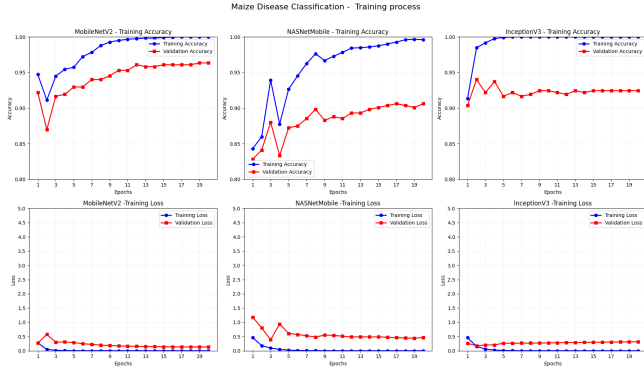 Maize Disease Classification - Training process
MobileNetV2 - Training Accuracy
1.00
0.95
0.90
0.85
0.80
Accuracy
Training Accuracy
Validation Accuracy
1 3 5 7 9 11 13 15 17 19
Epochs
NASNetMobile - Training Accuracy
1.00
0.95
0.90
0.85
0.80
Accuracy
Training Accuracy
Validation Accuracy
1 3 5 7 9 11 13 15 17 19
Epochs
InceptionV3 - Training Accuracy
1.00
0.95
0.90
0.85
0.80
Accuracy
Training Accuracy
Validation Accuracy
1 3 5 7 9 11 13 15 17 19
Epochs
MobileNetV2 -Training Loss
5.0
4.5
4.0
3.5
3.0
2.5
2.0
1.5
1.0
0.5
0.0
Loss
Training Loss
Validation Loss
1 3 5 7 9 11 13 15 17 19
Epochs
NASNetMobile -Training Loss
5.0
4.5
4.0
3.5
3.0
2.5
2.0
1.5
1.0
0.5
0.0
Loss
Training Loss
Validation Loss
1 3 5 7 9 11 13 15 17 19
Epochs
InceptionV3 -Training Loss
5.0
4.5
4.0
3.5
3.0
2.5
2.0
1.5
1.0
0.5
0.0
Loss
Training Loss
Validation Loss
1 3 5 7 9 11 13 15 17 19
Epochs